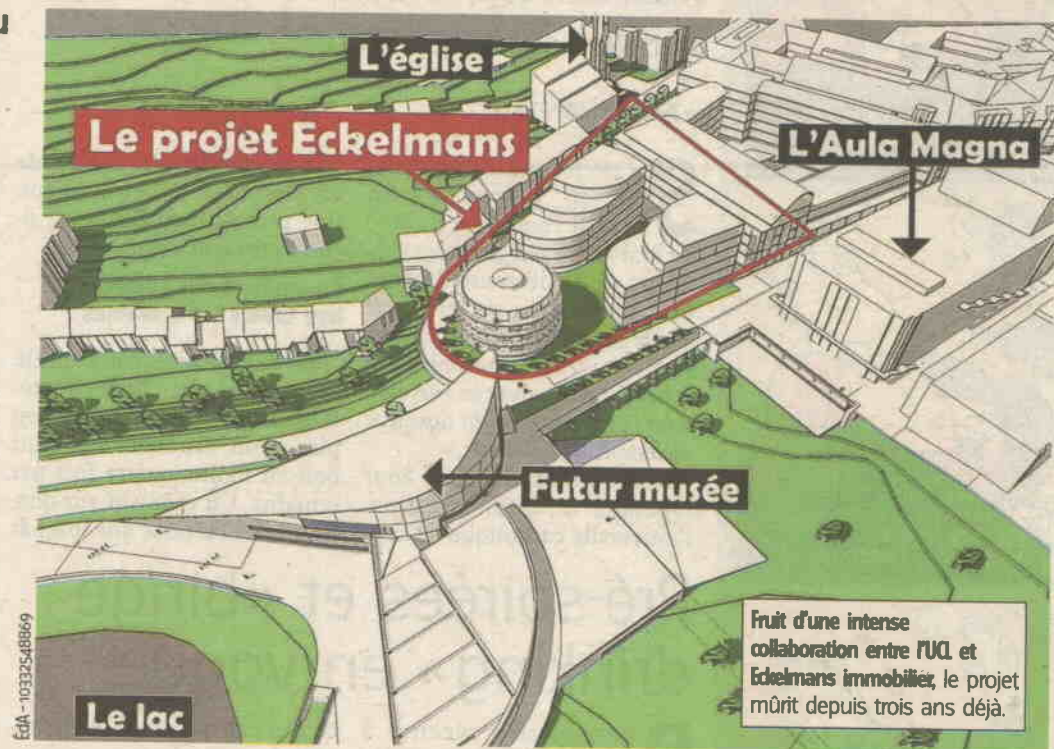 L'église
Le projet Eckelmans
L'Aula Magna
Futur musée
Fruit d'une intense
collaboration entre l'UCL et
Eckelmans immobilier, le projet
mûrit depuis trois ans déjà.
Le lac
EdA - 10332548869